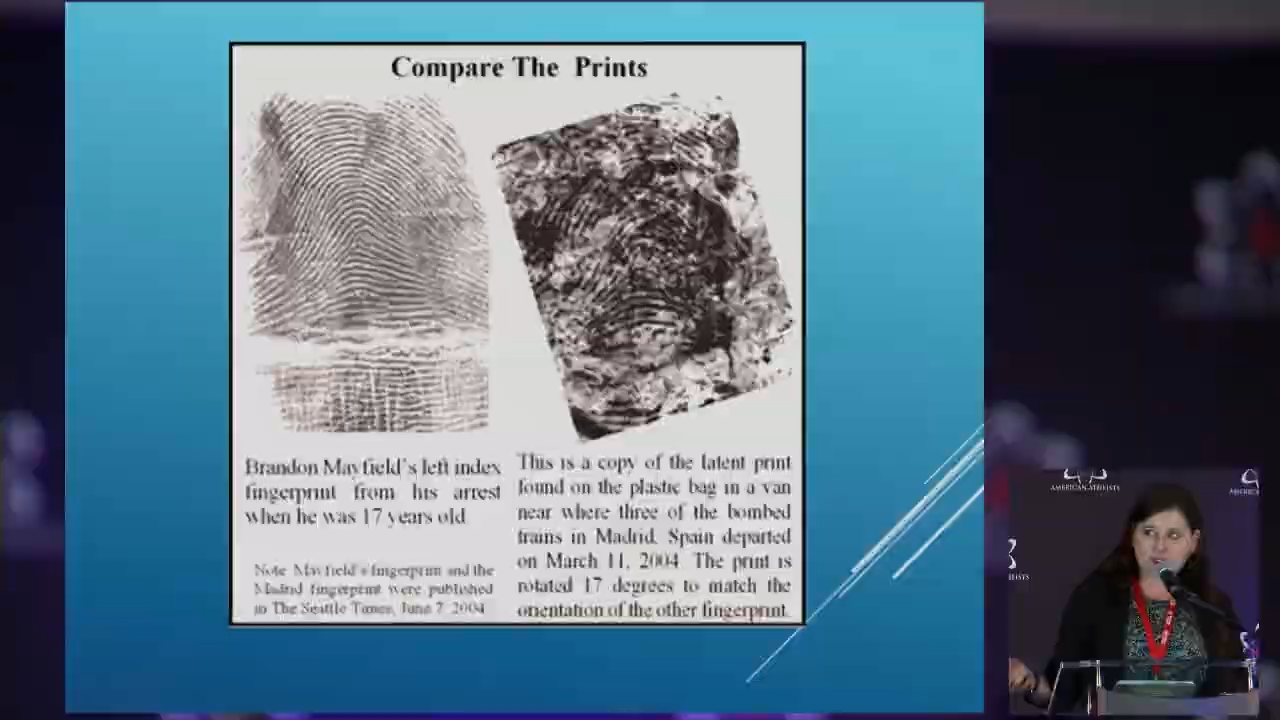 Compare The Prints
Brandon Mayfield's left index
fingerprint from his arrest
when he was 17 years old
Note Mayfield's fingerprint and the
Madrid fingerprint were published
in The Seattle Times, June 7, 2004
This is a copy of the latent print
found on the plastic bag in a van
near where three of the bombed
trains in Madrid, Spain departed
on March 11, 2004. The print is
rotated 17 degrees to match the
orientation of the other fingerprint.
AMERICAN ATHEISTS